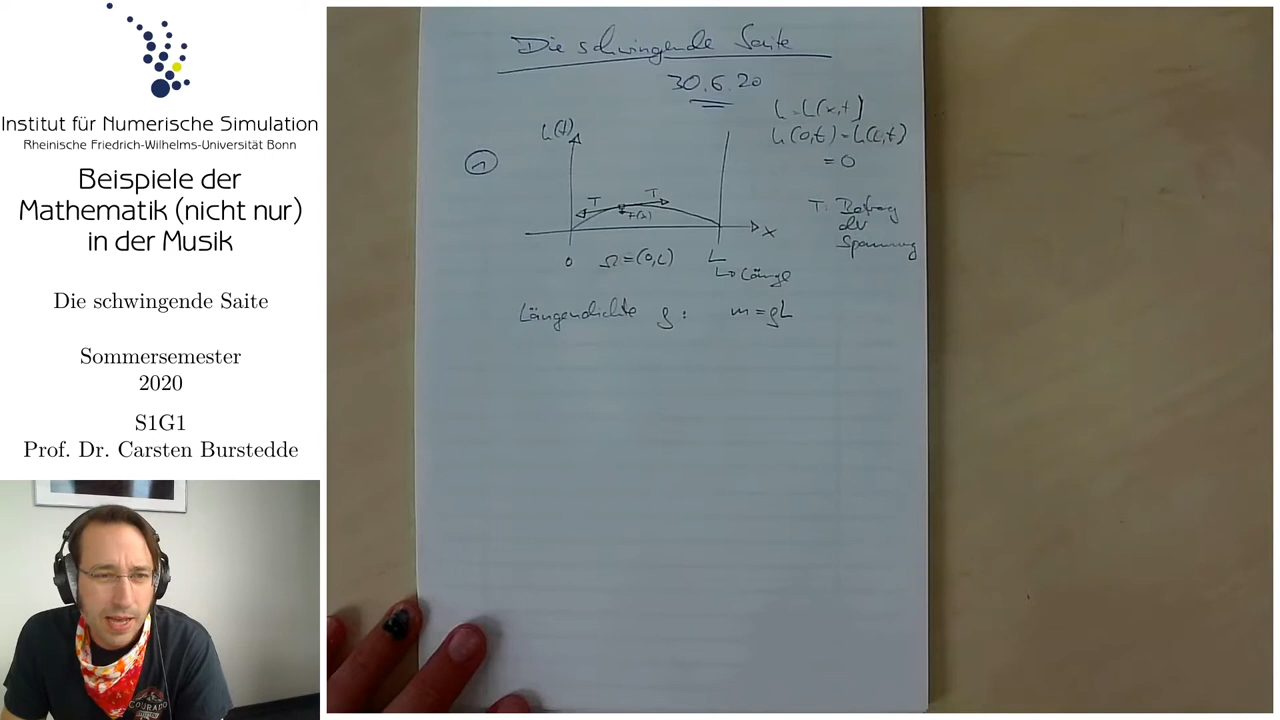 Institut für Numerische Simulation
Rheinische Friedrich-Wilhelms-Universität Bonn
Beispiele der
Mathematik (nicht nur)
in der Musik
Die schwingende Saite
Sommersemester
2020
S1G1
Prof. Dr. Carsten Burstedde
COLORADO
Die schwingende Saite
30.6.20
h = h(x,t)
h(0,t) = h(L,t)
= 0
h(t)
1
T T
F(x)
x
T: Betrag
der
Spannung
0 Ω = (0,L) L
↳ Länge
Längendichte ρ: m = ρL